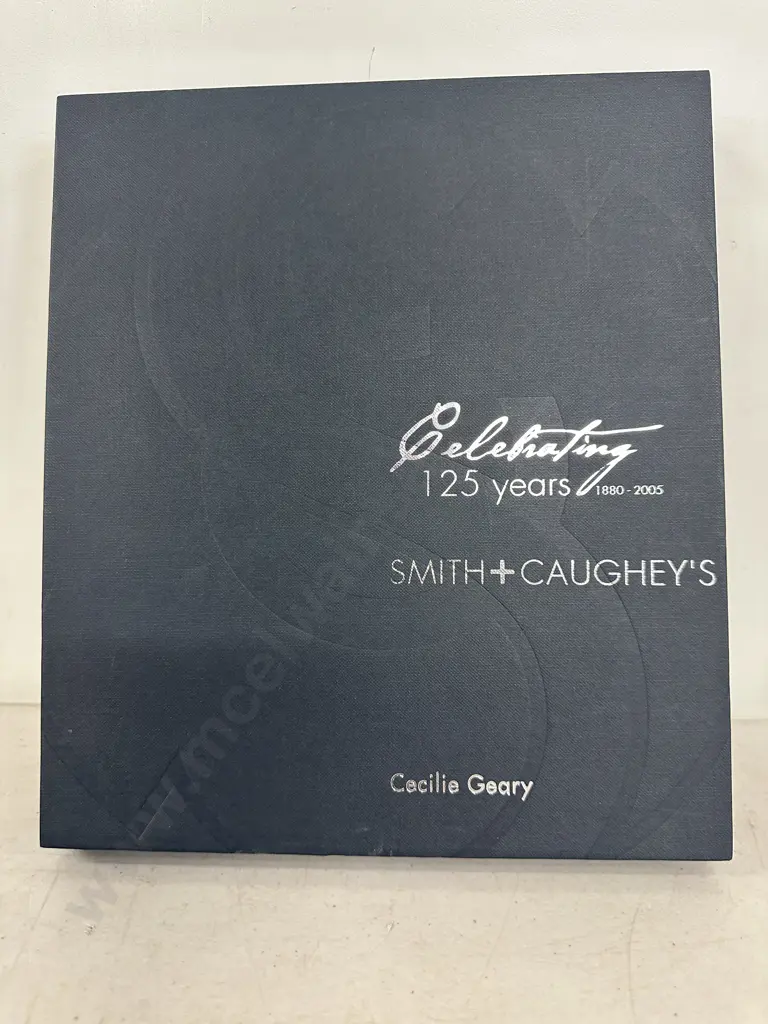 Celebrating
125 years 1880 - 2005
SMITH+CAUGHEY'S
Cecilie Geary